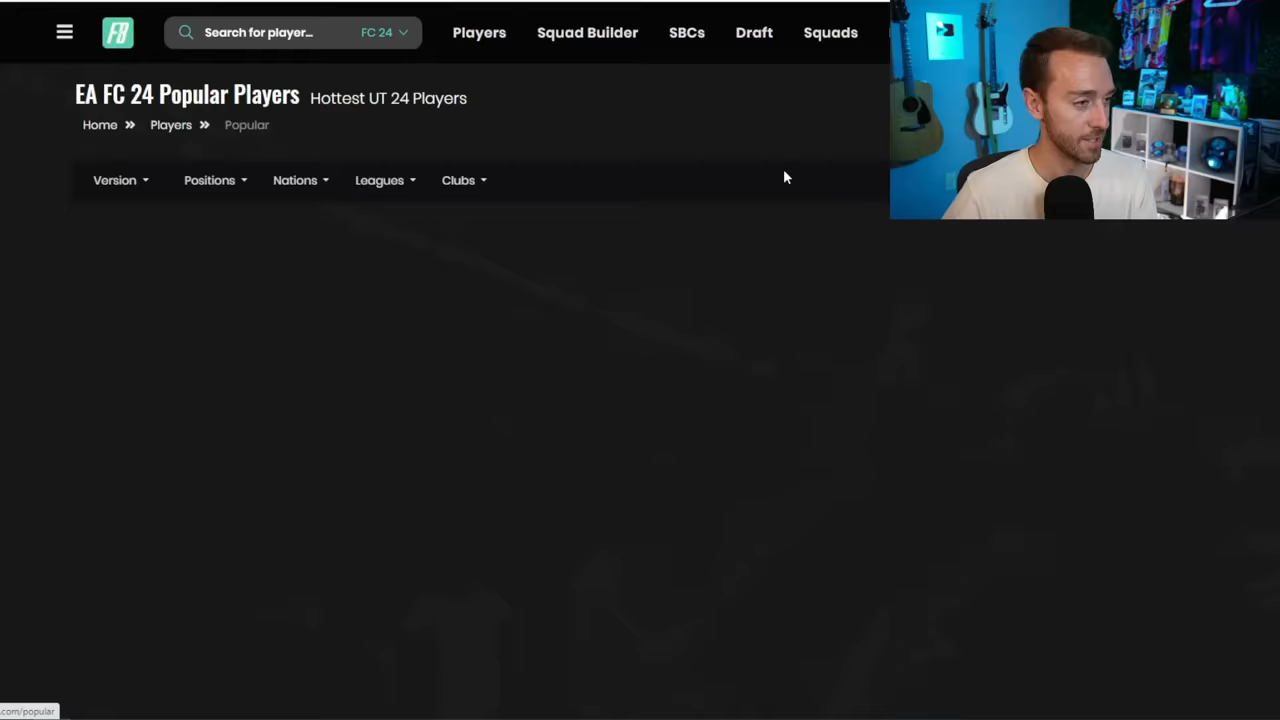 F8
Search for player...
FC 24
Players
Squad Builder
SBCs
Draft
Squads
EA FC 24 Popular Players
Hottest UT 24 Players
Home » Players » Popular
Version
Positions
Nations
Leagues
Clubs
.com/popular